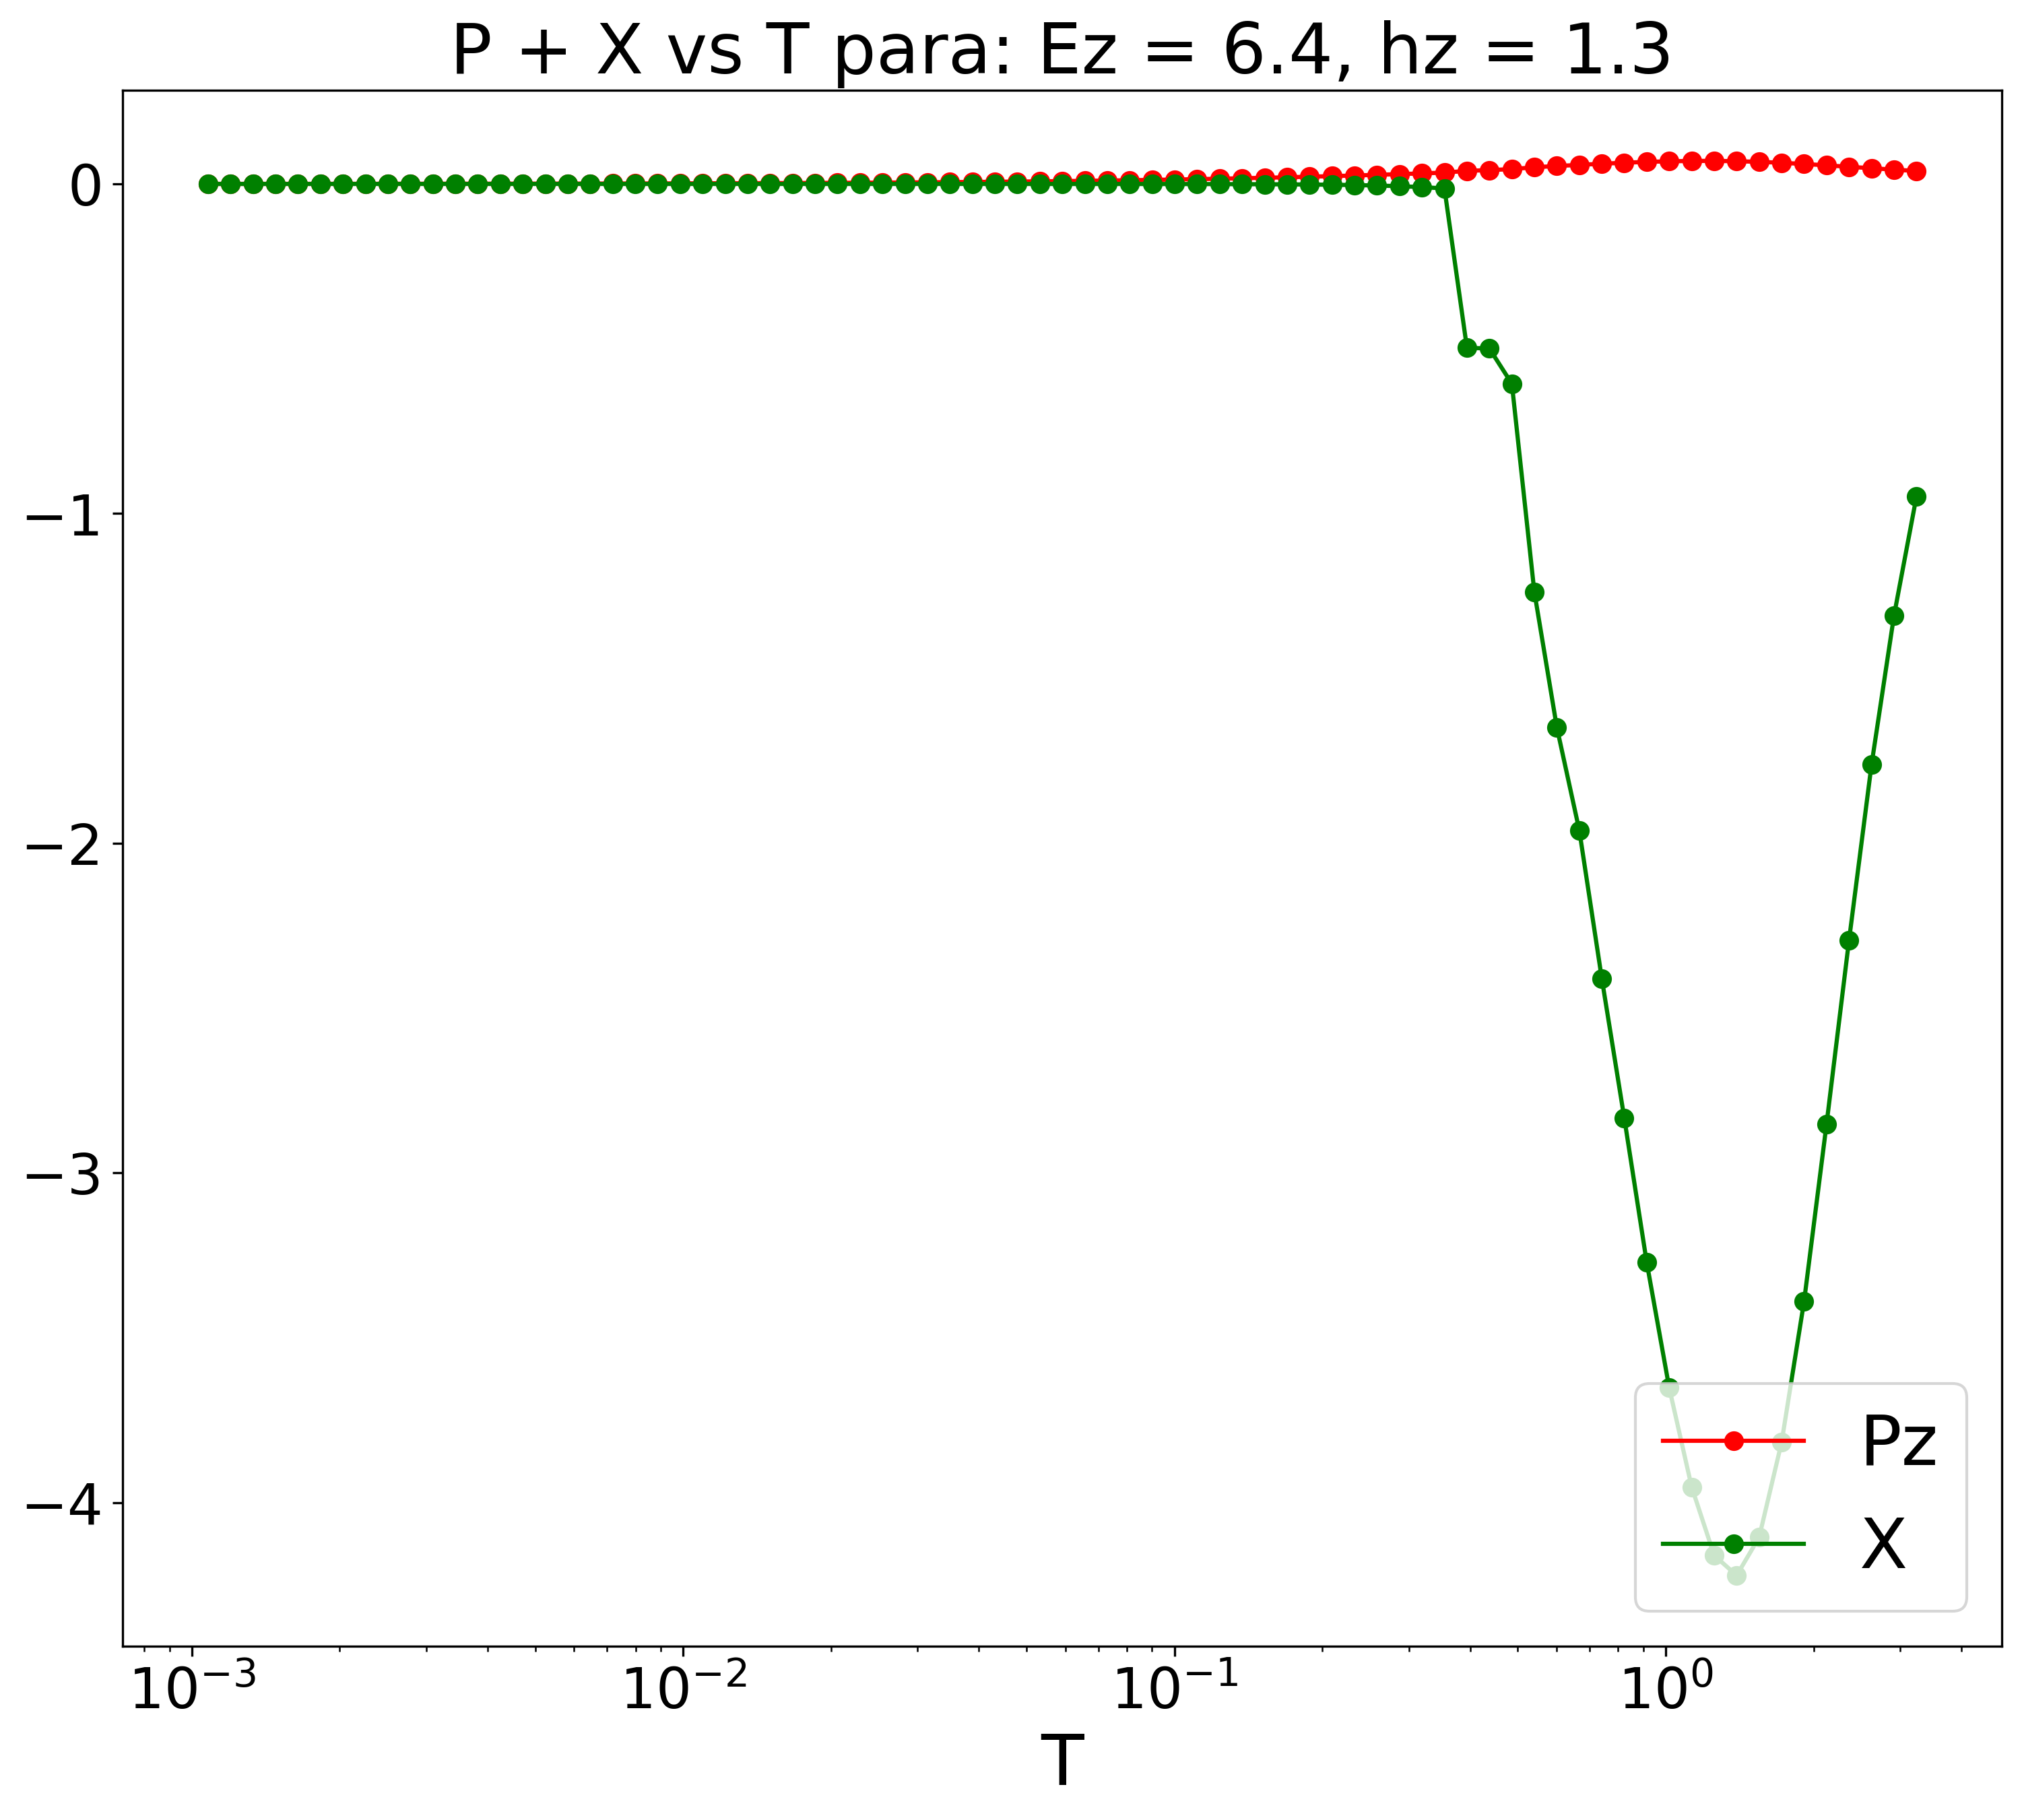 P + X vs T para: Ez = 6.4, hz = 1.3
0
−1
−2
−3
−4
Pz
X
10⁻³ 10⁻² 10⁻¹ 10⁰
T